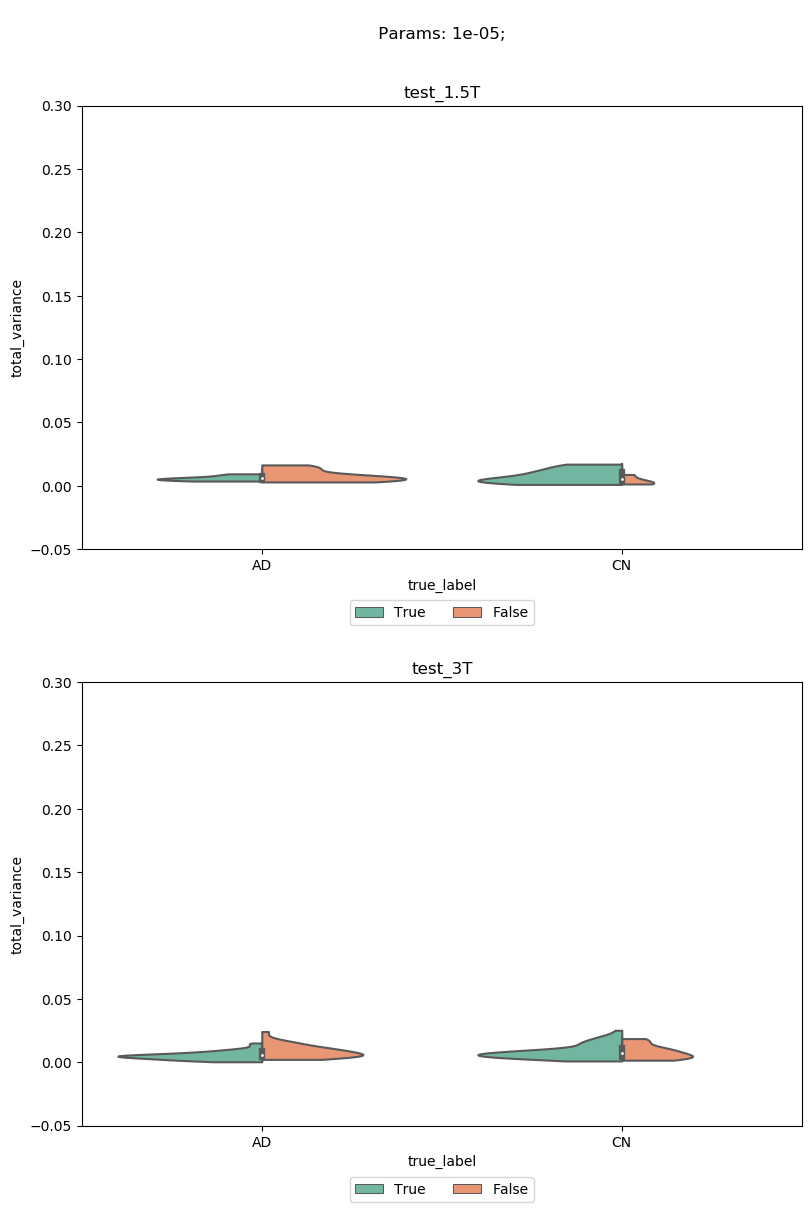 Params: 1e-05;
test_1.5T
0.30
0.25
0.20
0.15
0.10
0.05
0.00
−0.05
total_variance
AD CN
true_label
True False
test_3T
0.30
0.25
0.20
0.15
0.10
0.05
0.00
−0.05
total_variance
AD CN
true_label
True False